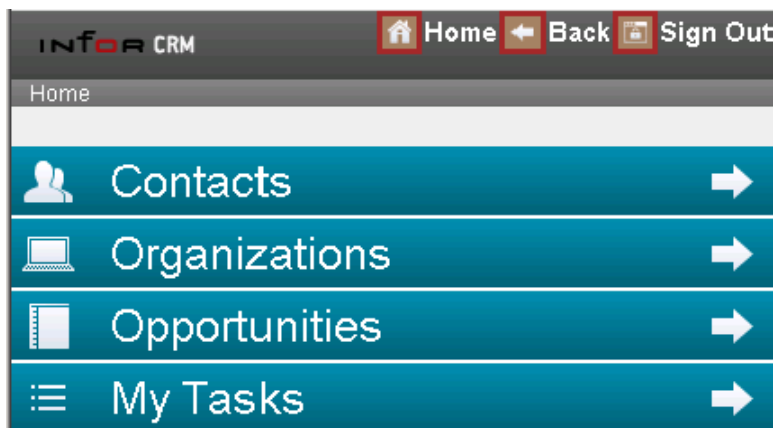 infor CRM Home Back Sign Out
Home
Contacts
Organizations
Opportunities
My Tasks